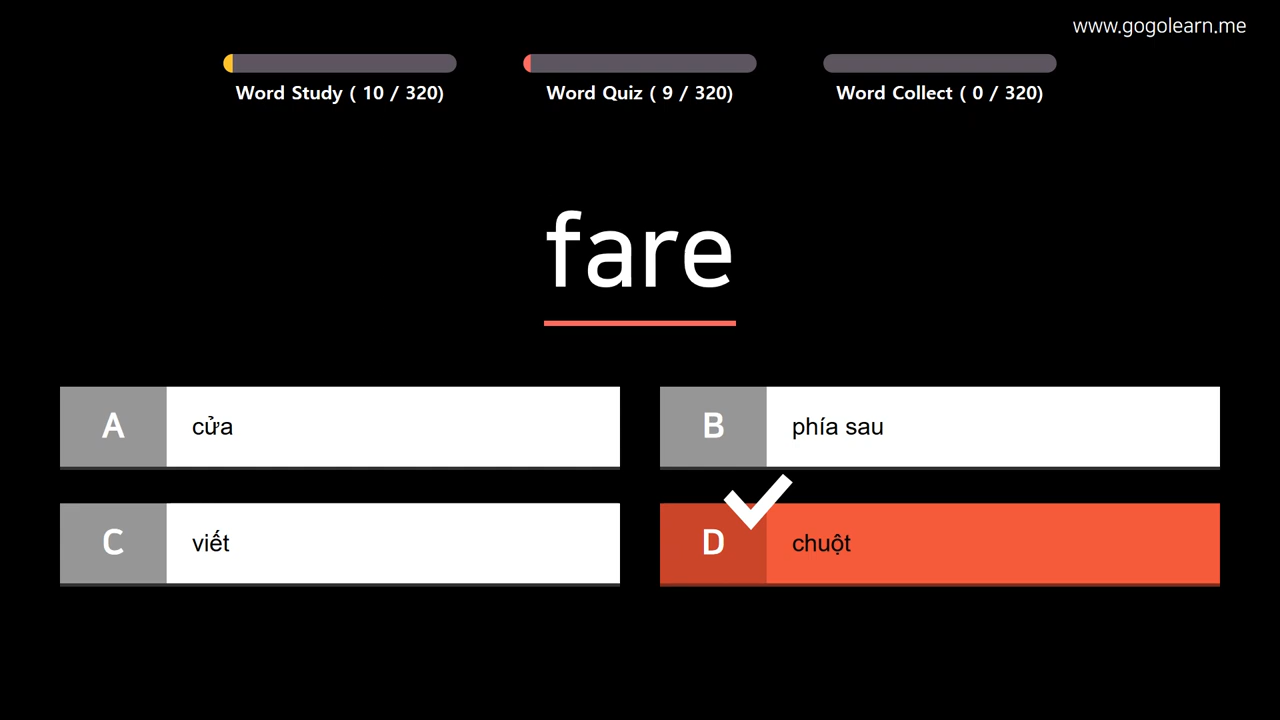 www.gogolearn.me
Word Study ( 10 / 320)
Word Quiz ( 9 / 320)
Word Collect ( 0 / 320)
fare
A cửa
B phía sau
C viết
D chuột